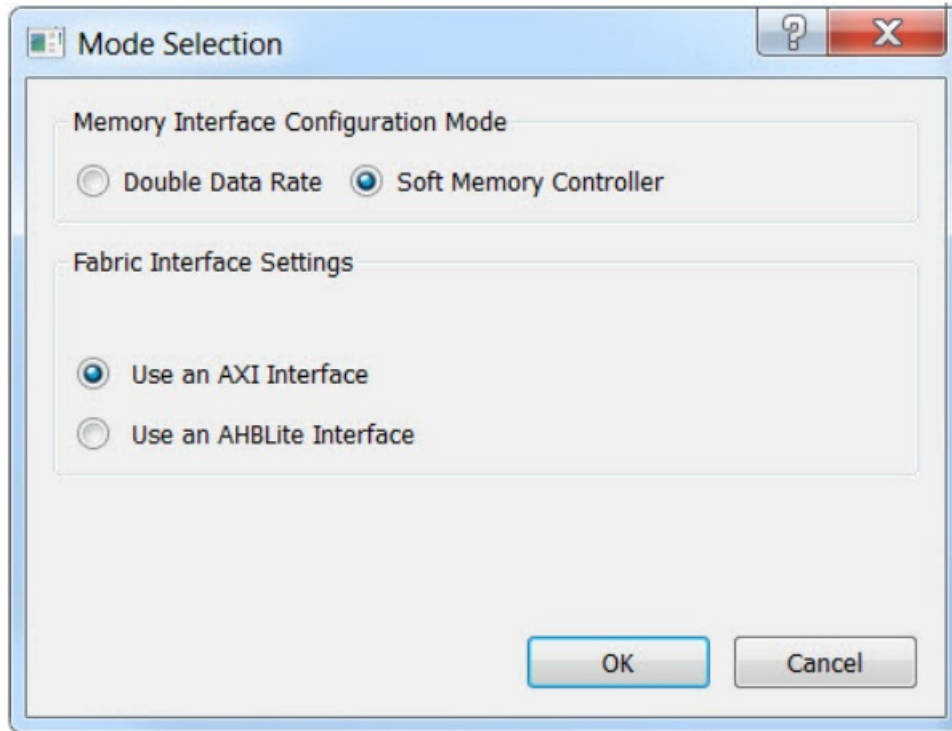 Mode Selection
Memory Interface Configuration Mode
Double Data Rate Soft Memory Controller
Fabric Interface Settings
Use an AXI Interface
Use an AHBLite Interface
OK Cancel